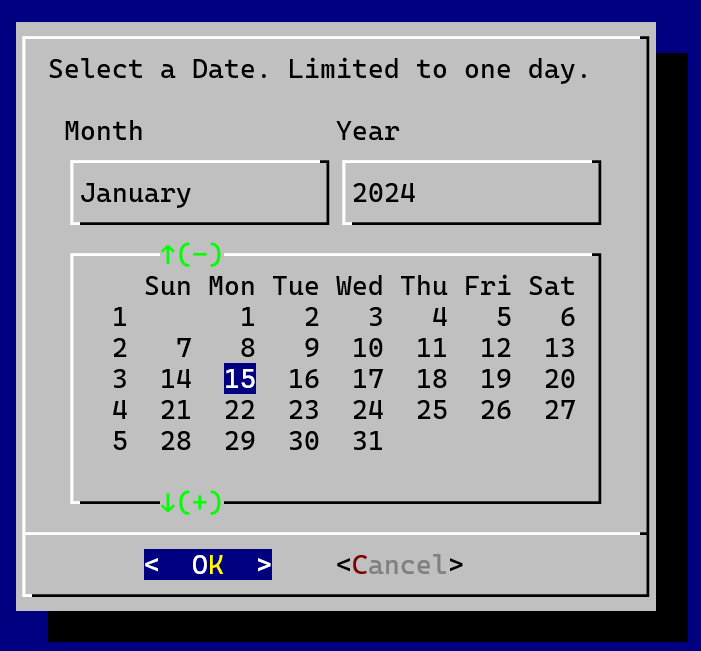 Select a Date. Limited to one day.
Month Year
January 2024
↑(−)
Sun Mon Tue Wed Thu Fri Sat
1 1 2 3 4 5 6
2 7 8 9 10 11 12 13
3 14 15 16 17 18 19 20
4 21 22 23 24 25 26 27
5 28 29 30 31
↓(+)
< OK > <Cancel>